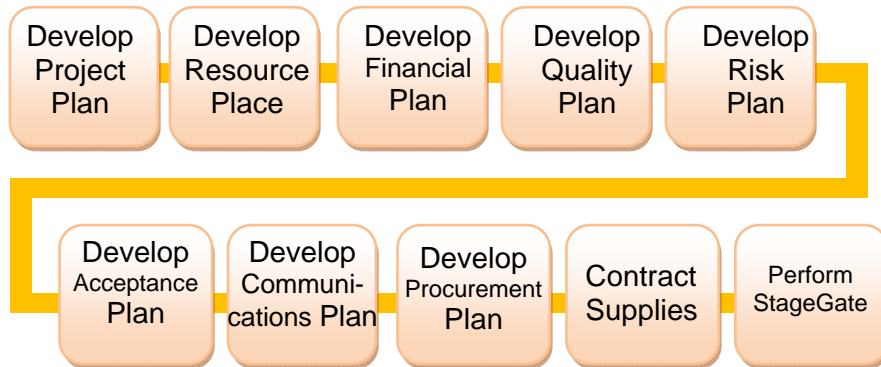 Develop
Project
Plan
Develop
Resource
Place
Develop
Financial
Plan
Develop
Quality
Plan
Develop
Risk
Plan
Develop
Acceptance
Plan
Develop
Communi-
cations Plan
Develop
Procurement
Plan
Contract
Supplies
Perform
StageGate